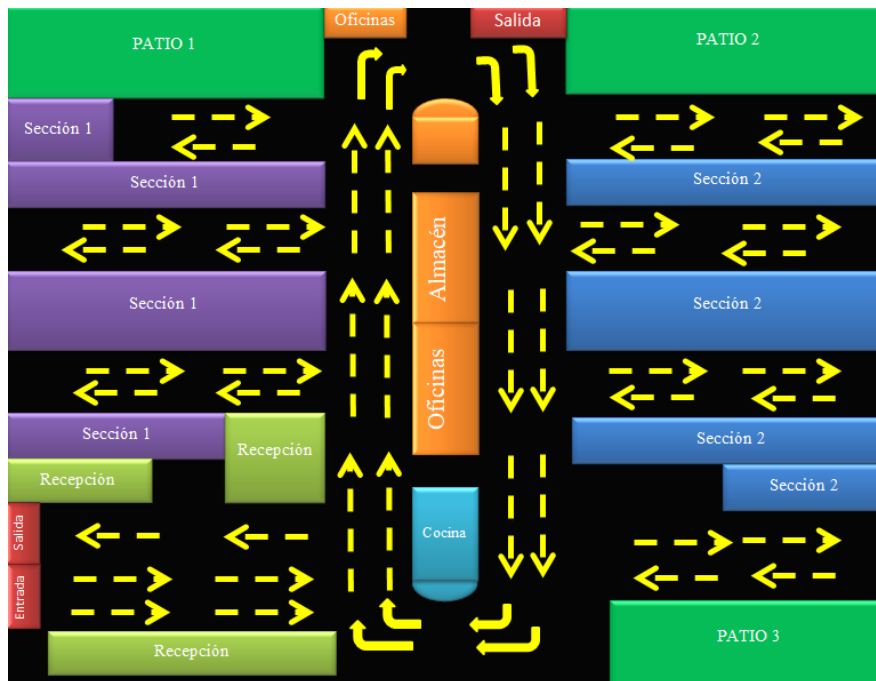 Oficinas
Salida
PATIO 1
PATIO 2
Sección 1
Sección 1
Sección 2
Almacén
Sección 1
Sección 2
Oficinas
Sección 1
Recepción
Sección 2
Recepción
Sección 2
Salida
Cocina
Entrada
PATIO 3
Recepción